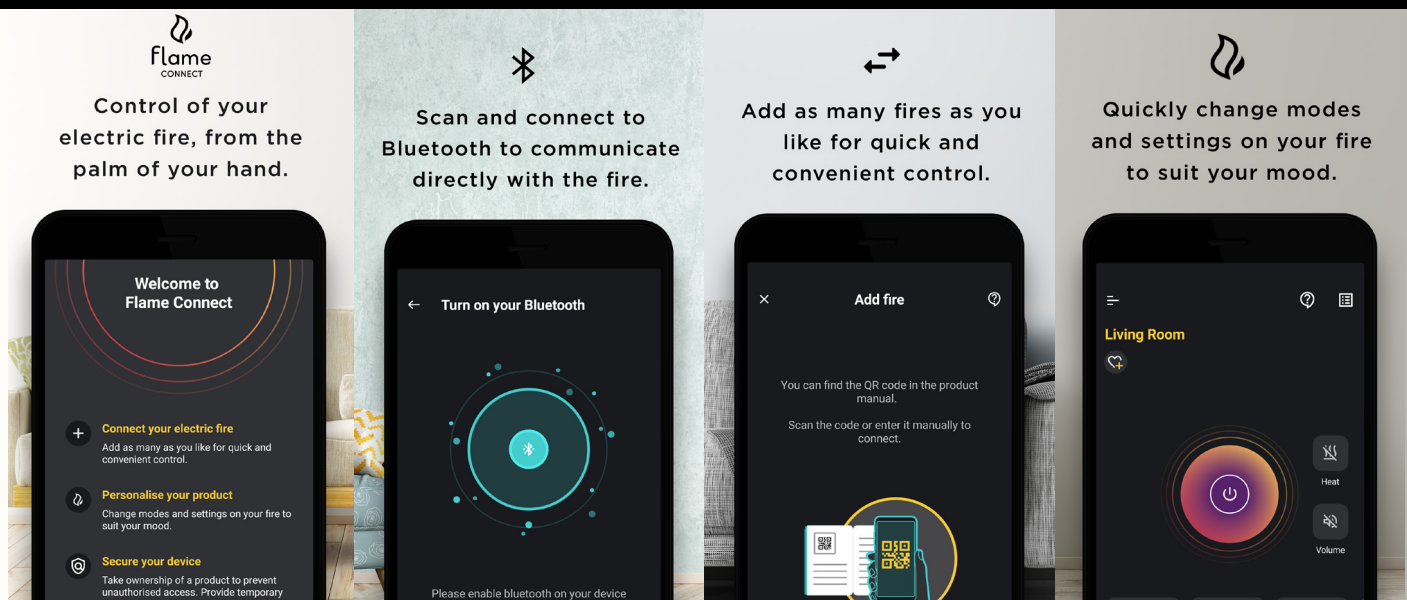 flame
CONNECT
Control of your
electric fire, from the
palm of your hand.
Welcome to
Flame Connect
Connect your electric fire
Add as many as you like for quick and
convenient control.
Personalise your product
Change modes and settings on your fire to
suit your mood.
Secure your device
Take ownership of a product to prevent
unauthorised access. Provide temporary
Scan and connect to
Bluetooth to communicate
directly with the fire.
Turn on your Bluetooth
Please enable bluetooth on your device
Add as many fires as you
like for quick and
convenient control.
Add fire
You can find the QR code in the product
manual.
Scan the code or enter it manually to
connect.
Quickly change modes
and settings on your fire
to suit your mood.
Living Room
Heat
Volume